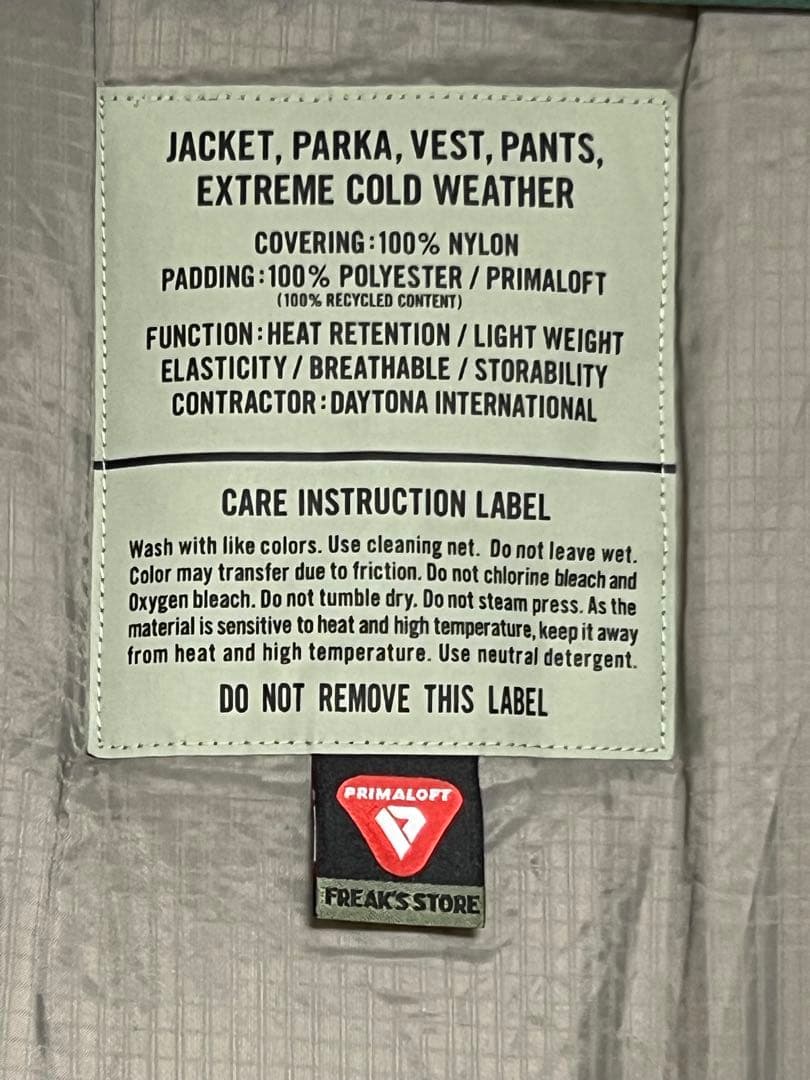 JACKET, PARKA, VEST, PANTS,
EXTREME COLD WEATHER
COVERING:100% NYLON
PADDING:100% POLYESTER / PRIMALOFT
(100% RECYCLED CONTENT)
FUNCTION:HEAT RETENTION / LIGHT WEIGHT
ELASTICITY / BREATHABLE / STORABILITY
CONTRACTOR:DAYTONA INTERNATIONAL
CARE INSTRUCTION LABEL
Wash with like colors. Use cleaning net. Do not leave wet.
Color may transfer due to friction. Do not chlorine bleach and
Oxygen bleach. Do not tumble dry. Do not steam press. As the
material is sensitive to heat and high temperature, keep it away
from heat and high temperature. Use neutral detergent.
DO NOT REMOVE THIS LABEL
PRIMALOFT
FREAK'S STORE